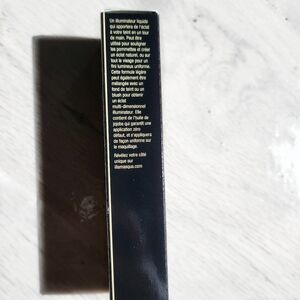 Un illuminateur liquide
qui apportera de l'éclat
à votre teint en un tour
de main. Peut être
utilisé pour souligner
les pommettes et créer
un éclat naturel, ou sur
tout le visage pour un
fini lumineux uniforme.
Cette formule légère
peut également être
mélangée avec un
fond de teint ou un
blush pour obtenir
un éclat
multi-dimensionnel
illuminateur. Elle
contient de l'huile de
jojoba qui garantit une
application zéro
défaut, et s'appliquera
de façon uniforme sur
le maquillage.
Révélez votre côté
unique sur
illamasqua.com